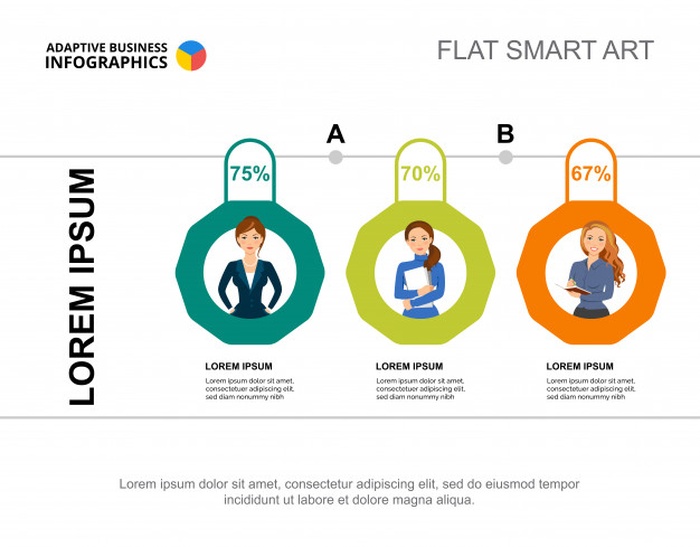 ADAPTIVE BUSINESS
INFOGRAPHICS
FLAT SMART ART
A
B
75%
70%
67%
LOREM IPSUM
LOREM IPSUM
Lorem ipsum dolor sit amet,
consectetuer adipiscing elit,
sed diam nonummy nibh
LOREM IPSUM
Lorem ipsum dolor sit amet,
consectetuer adipiscing elit,
sed diam nonummy nibh
LOREM IPSUM
Lorem ipsum dolor sit amet,
consectetuer adipiscing elit,
sed diam nonummy nibh
Lorem ipsum dolor sit amet, consectetur adipiscing elit, sed do eiusmod tempor
incididunt ut labore et dolore magna aliqua.